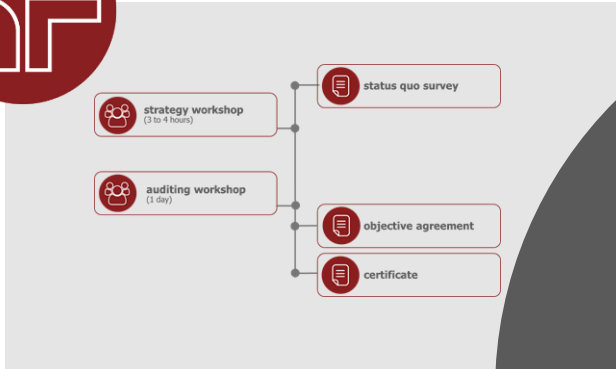 status quo survey
strategy workshop
(3 to 4 hours)
auditing workshop
(1 day)
objective agreement
certificate